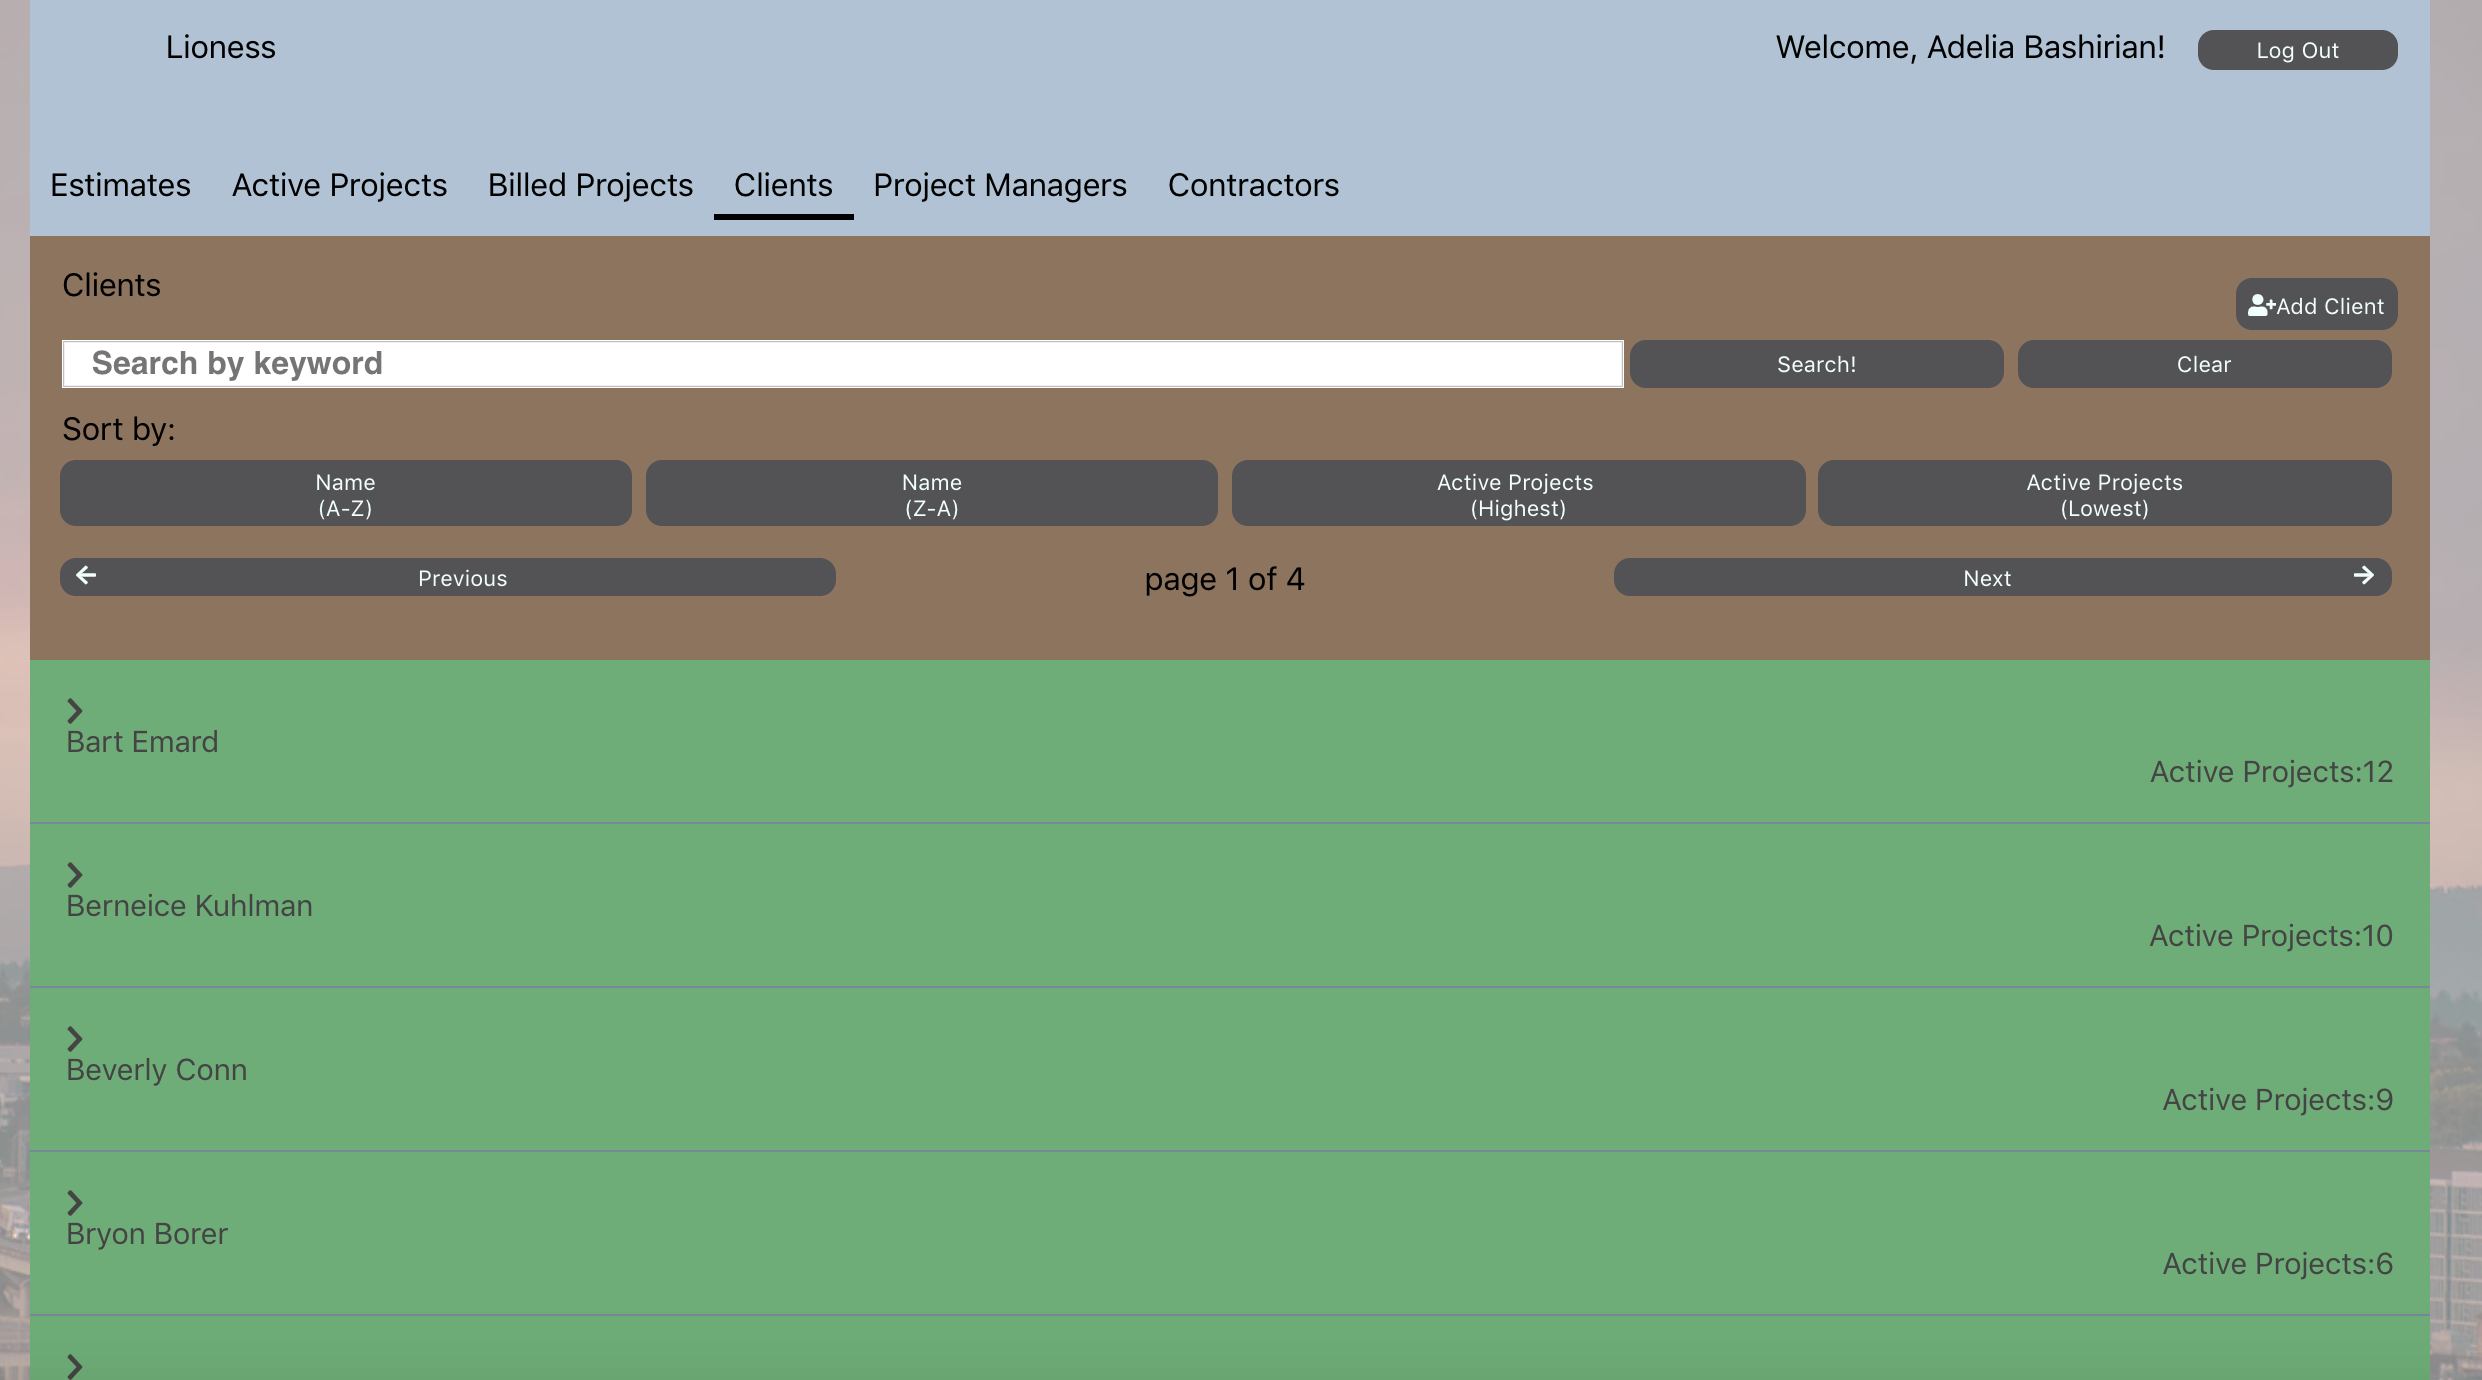 Lioness
Welcome, Adelia Bashirian!
Log Out
Estimates
Active Projects
Billed Projects
Clients
Project Managers
Contractors
Clients
Add Client
Search by keyword
Search!
Clear
Sort by:
Name
(A-Z)
Name
(Z-A)
Active Projects
(Highest)
Active Projects
(Lowest)
Previous
page 1 of 4
Next
Bart Emard
Active Projects:12
Berneice Kuhlman
Active Projects:10
Beverly Conn
Active Projects:9
Bryon Borer
Active Projects:6